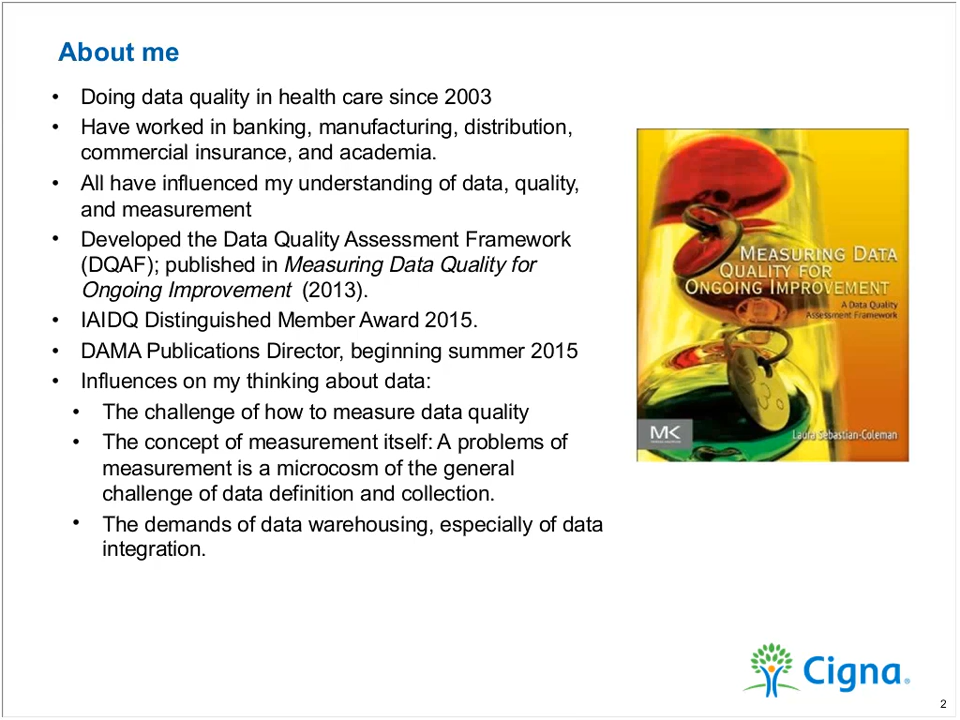 About me
• Doing data quality in health care since 2003
• Have worked in banking, manufacturing, distribution,
commercial insurance, and academia.
• All have influenced my understanding of data, quality,
and measurement
• Developed the Data Quality Assessment Framework
(DQAF); published in Measuring Data Quality for
Ongoing Improvement (2013).
• IAIDQ Distinguished Member Award 2015.
• DAMA Publications Director, beginning summer 2015
• Influences on my thinking about data:
• The challenge of how to measure data quality
• The concept of measurement itself: A problems of
measurement is a microcosm of the general
challenge of data definition and collection.
• The demands of data warehousing, especially of data
integration.
MEASURING DATA
QUALITY FOR
ONGOING IMPROVEMENT
A Data Quality
Assessment Framework
MK
Laura Sebastian-Coleman
Cigna®
2